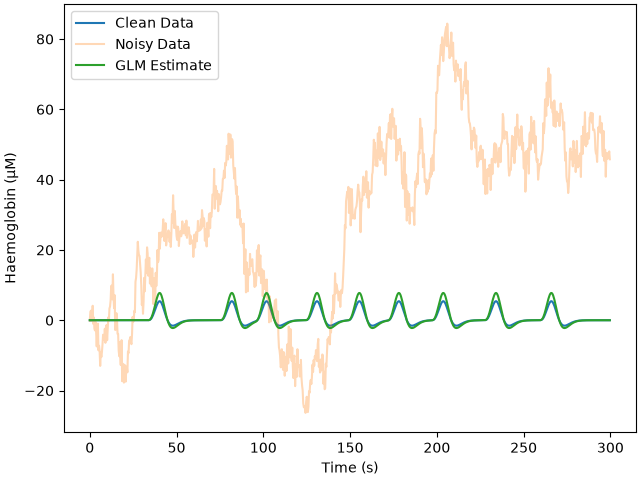 Clean Data
Noisy Data
GLM Estimate
Haemoglobin (μM)
80
60
40
20
0
−20
0 50 100 150 200 250 300
Time (s)